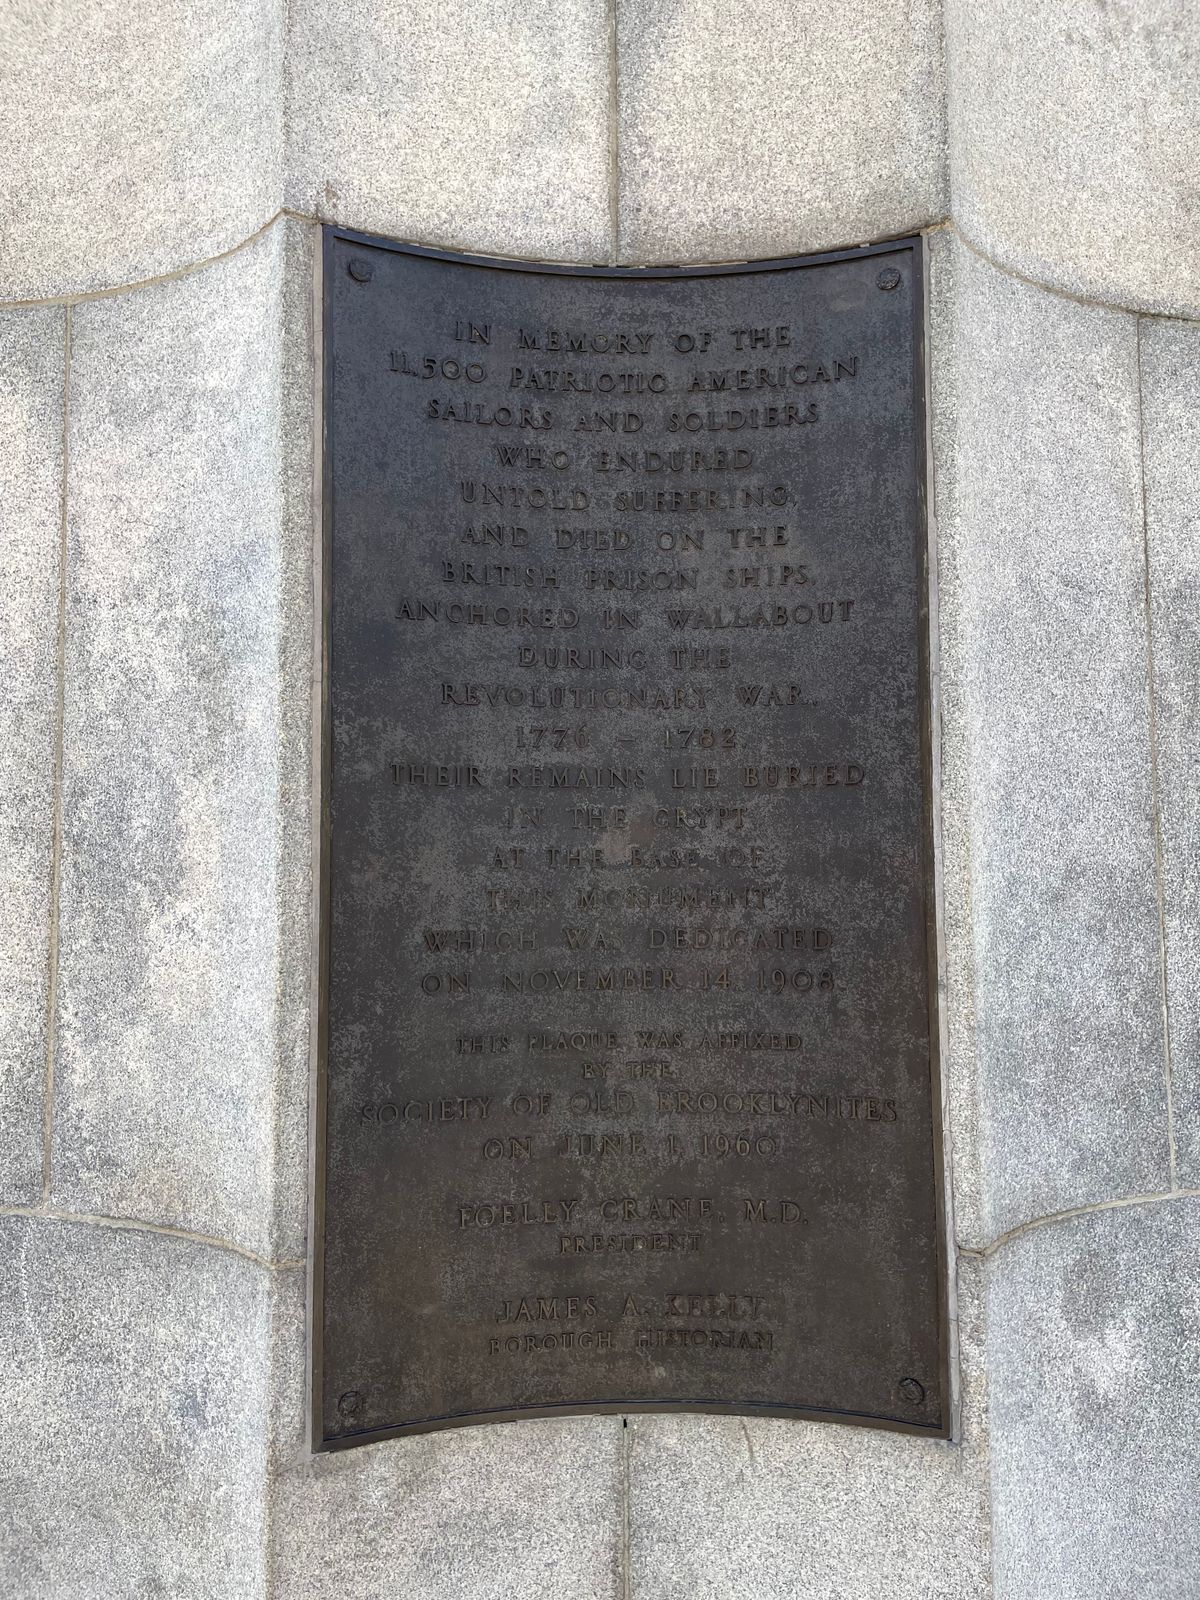 IN MEMORY OF THE
11,500 PATRIOTIC AMERICAN
SAILORS AND SOLDIERS
WHO ENDURED
UNTOLD SUFFERING,
AND DIED ON THE
BRITISH PRISON SHIPS,
ANCHORED IN WALLABOUT
DURING THE
REVOLUTIONARY WAR,
1776 – 1782.
THEIR REMAINS LIE BURIED
IN THE CRYPT
AT THE BASE OF
THIS MONUMENT
WHICH WAS DEDICATED
ON NOVEMBER 14, 1908.
THIS PLAQUE WAS AFFIXED
BY THE
SOCIETY OF OLD BROOKLYNITES
ON JUNE 1, 1960
CRANE, M.D.
PRESIDENT
JAMES A. KELLY
BOROUGH HISTORIAN